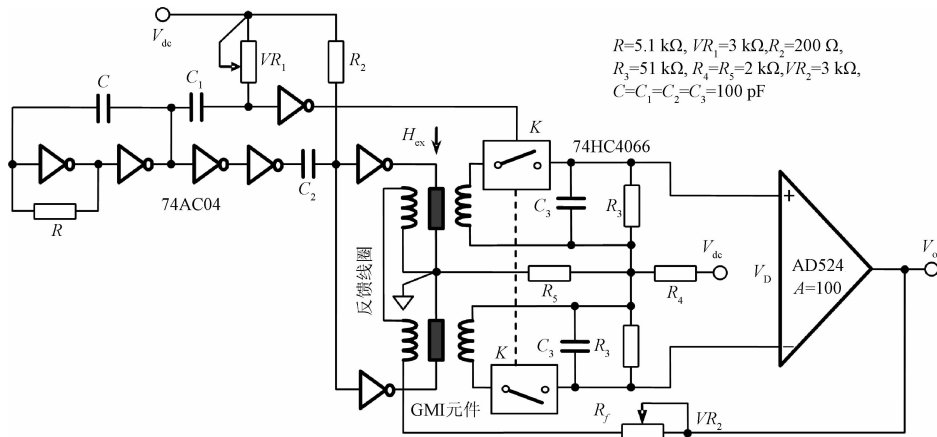 V_dc
VR_1
R_2
R=5.1 kΩ, VR_1=3 kΩ,R_2=200 Ω,
R_3=51 kΩ, R_4=R_5=2 kΩ,VR_2=3 kΩ,
C=C_1=C_2=C_3=100 pF
C
C_1
H_ex
K
74HC4066
C_2
74AC04
R
C_3
R_3
+
V_dc
V_o
反馈线圈
R_5
R_4
V_D
AD524
A=100
C_3
R_3
−
K
GMI元件
R_f
VR_2